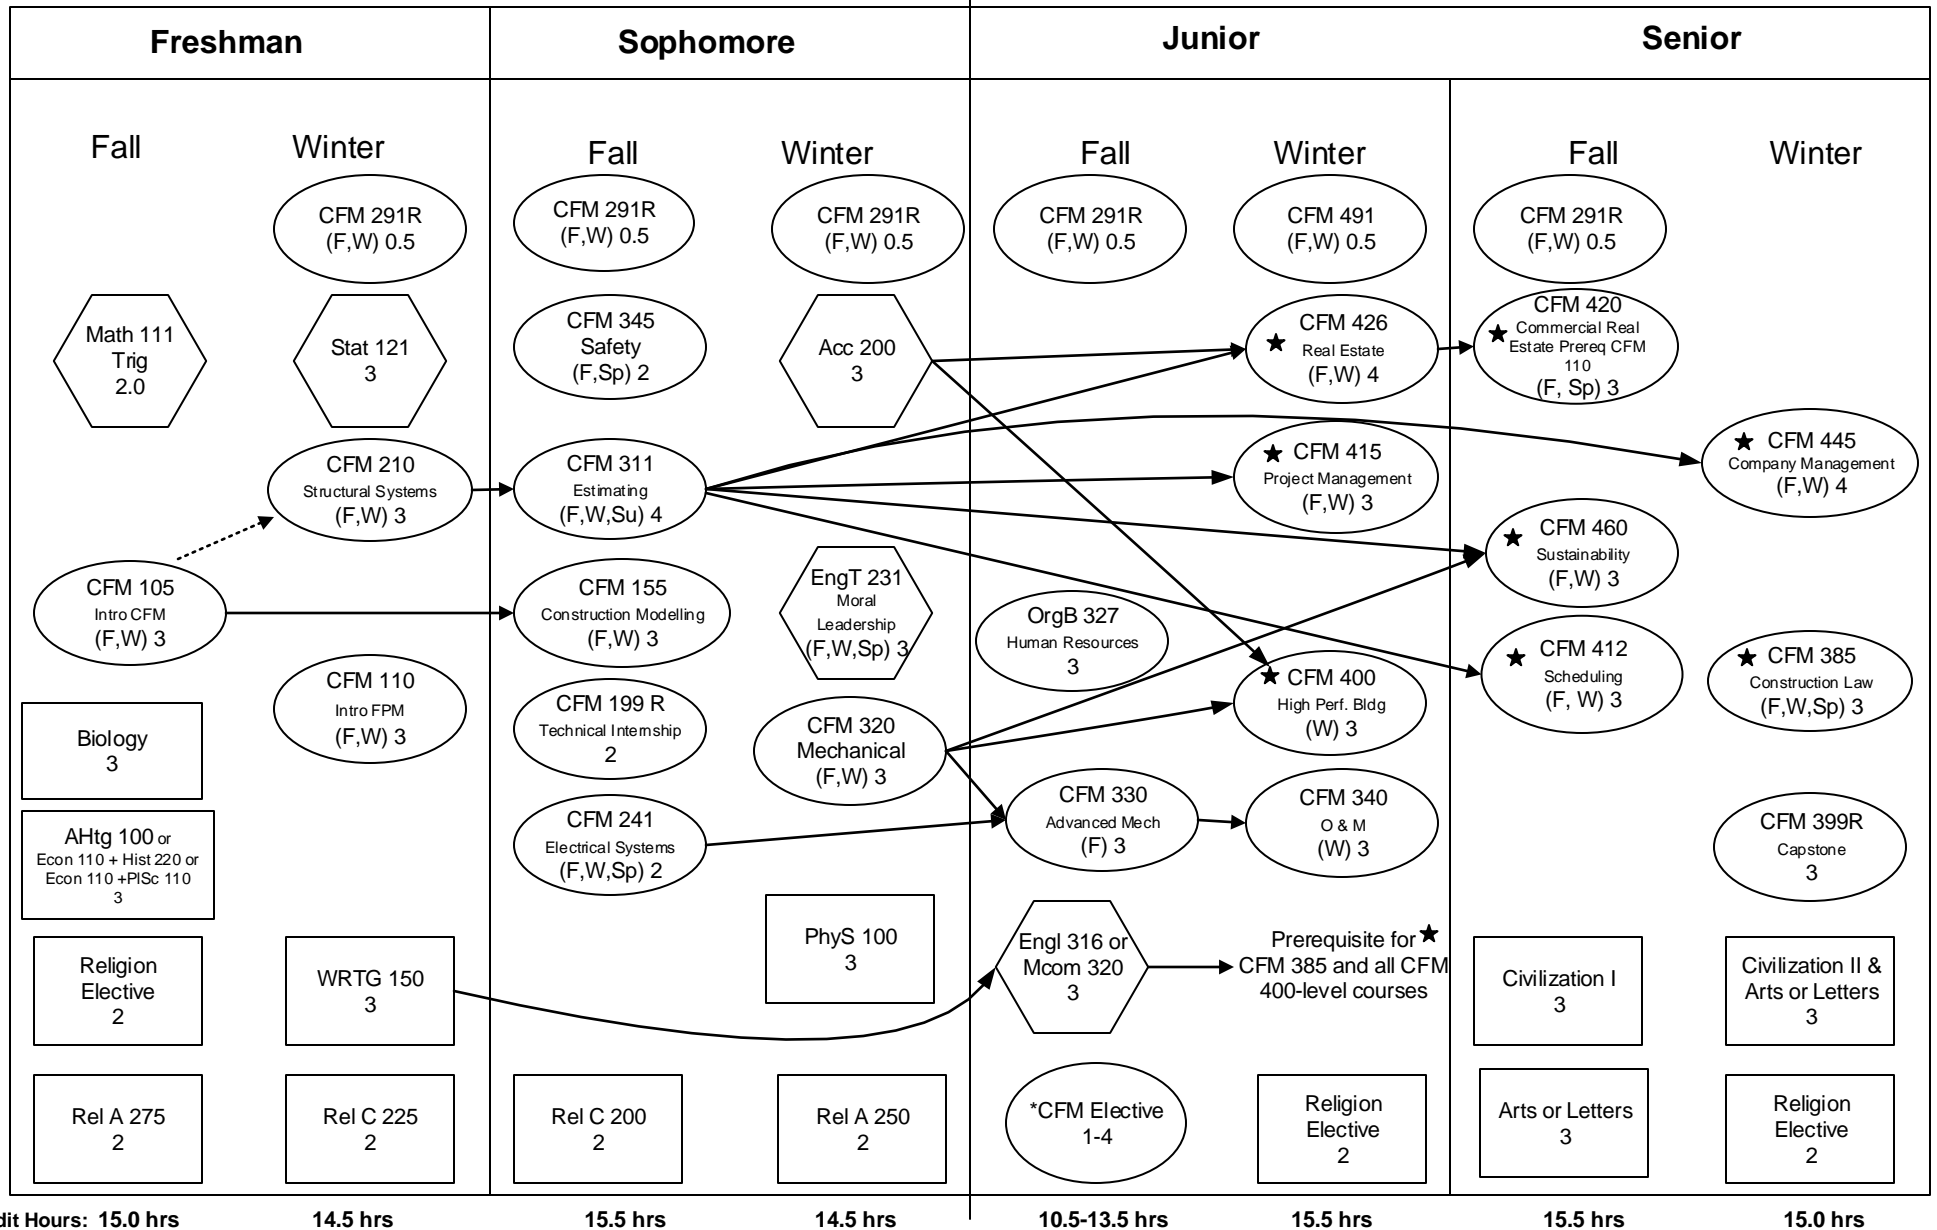 Freshman
Sophomore
Junior
Senior
Fall
Winter
Fall
Winter
Fall
Winter
Fall
Winter
Math 111
Trig
2.0
CFM 105
Intro CFM
(F,W) 3
Biology
3
AHtg 100 or
Econ 110 + Hist 220 or
Econ 110 +PlSc 110
3
Religion
Elective
2
Rel A 275
2
CFM 291R
(F,W) 0.5
Stat 121
3
CFM 210
Structural Systems
(F,W) 3
CFM 110
Intro FPM
(F,W) 3
WRTG 150
3
Rel C 225
2
CFM 291R
(F,W) 0.5
CFM 345
Safety
(F,Sp) 2
CFM 311
Estimating
(F,W,Su) 4
CFM 155
Construction Modelling
(F,W) 3
CFM 199 R
Technical Internship
2
CFM 241
Electrical Systems
(F,W,Sp) 2
Rel C 200
2
CFM 291R
(F,W) 0.5
Acc 200
3
EngT 231
Moral
Leadership
(F,W,Sp) 3
CFM 320
Mechanical
(F,W) 3
PhyS 100
3
Rel A 250
2
CFM 291R
(F,W) 0.5
OrgB 327
Human Resources
3
CFM 330
Advanced Mech
(F) 3
Engl 316 or
Mcom 320
3
*CFM Elective
1-4
CFM 491
(F,W) 0.5
★ CFM 426
Real Estate
(F,W) 4
★ CFM 415
Project Management
(F,W) 3
★ CFM 400
High Perf. Bldg
(W) 3
CFM 340
O & M
(W) 3
Prerequisite for ★
CFM 385 and all CFM
400-level courses
Religion
Elective
2
CFM 291R
(F,W) 0.5
CFM 420
★ Commercial Real
Estate Prereq CFM
110
(F, Sp) 3
★ CFM 460
Sustainability
(F,W) 3
★ CFM 412
Scheduling
(F, W) 3
Civilization I
3
Arts or Letters
3
★ CFM 445
Company Management
(F,W) 4
★ CFM 385
Construction Law
(F,W,Sp) 3
CFM 399R
Capstone
3
Civilization II &
Arts or Letters
3
Religion
Elective
2
dit Hours: 15.0 hrs
14.5 hrs
15.5 hrs
14.5 hrs
10.5-13.5 hrs
15.5 hrs
15.5 hrs
15.0 hrs